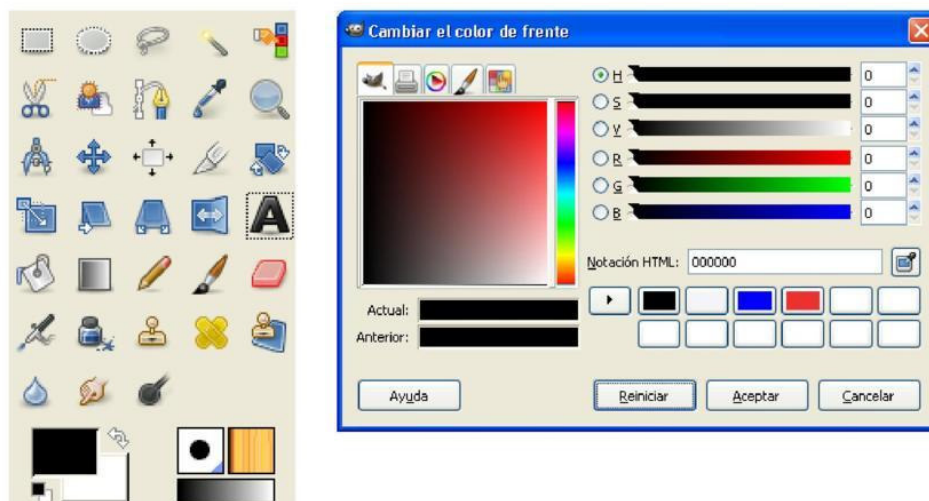 Cambiar el color de frente
H 0
S 0
V 0
R 0
G 0
B 0
Notación HTML: 000000
Actual:
Anterior:
Ayuda Reiniciar Aceptar Cancelar